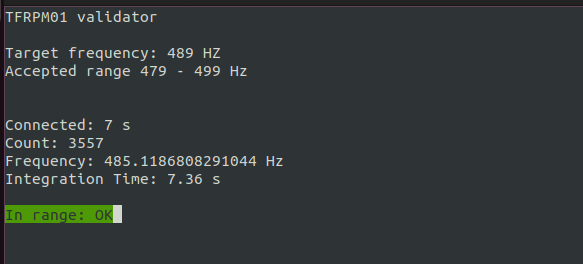 TFRPM01 validator
Target frequency: 489 HZ
Accepted range 479 - 499 Hz
Connected: 7 s
Count: 3557
Frequency: 485.1186808291044 Hz
Integration Time: 7.36 s
In range: OK